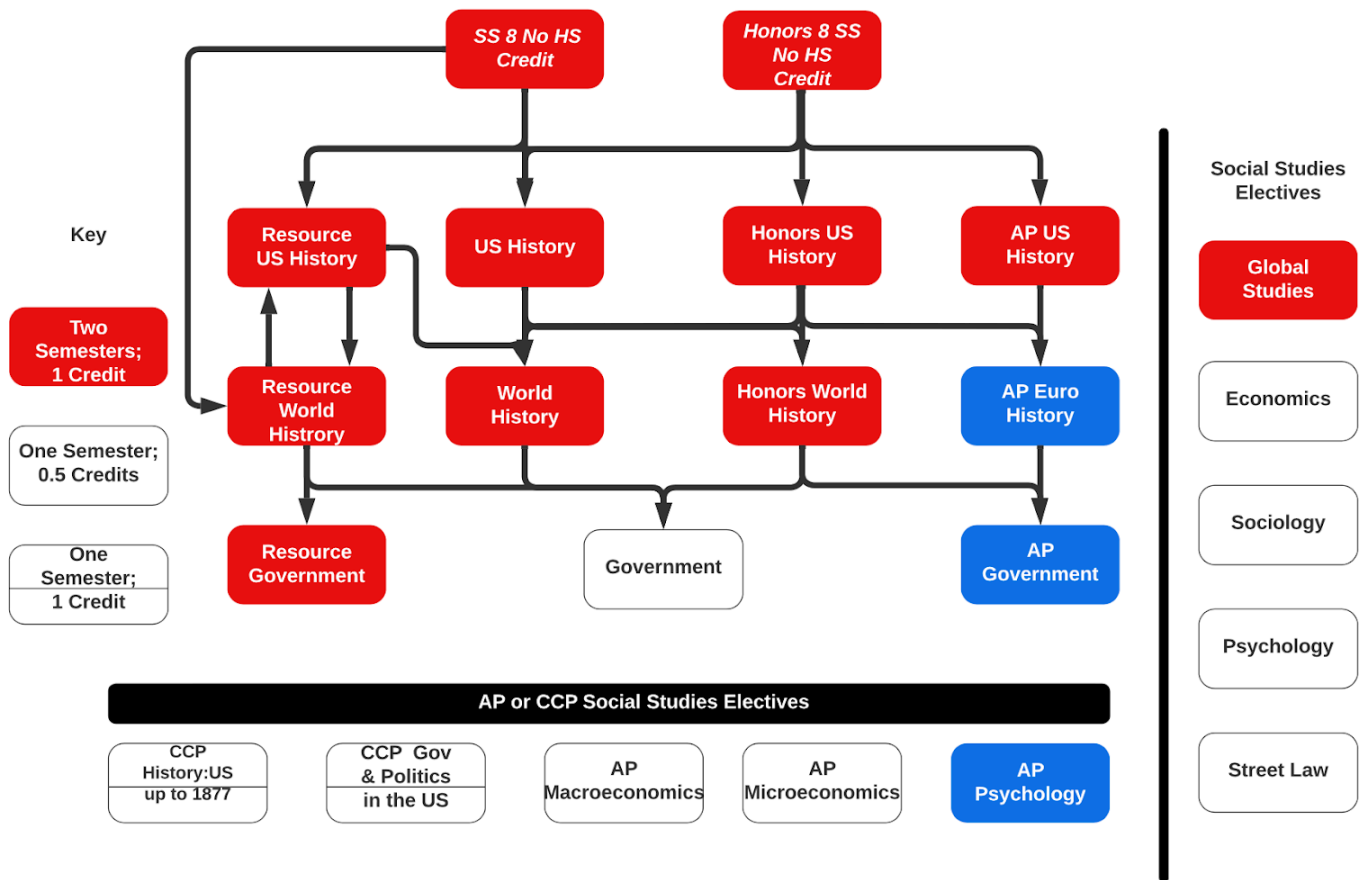 SS 8 No HS
Credit
Honors 8 SS
No HS
Credit
Social Studies
Electives
Key
Resource
US History
US History
Honors US
History
AP US
History
Global
Studies
Two
Semesters;
1 Credit
Resource
World
Histrory
World
History
Honors World
History
AP Euro
History
Economics
One Semester;
0.5 Credits
Sociology
One
Semester;
1 Credit
Resource
Government
Government
AP
Government
Psychology
AP or CCP Social Studies Electives
CCP
History:US
up to 1877
CCP  Gov
& Politics
in the US
AP
Macroeconomics
AP
Microeconomics
AP
Psychology
Street Law